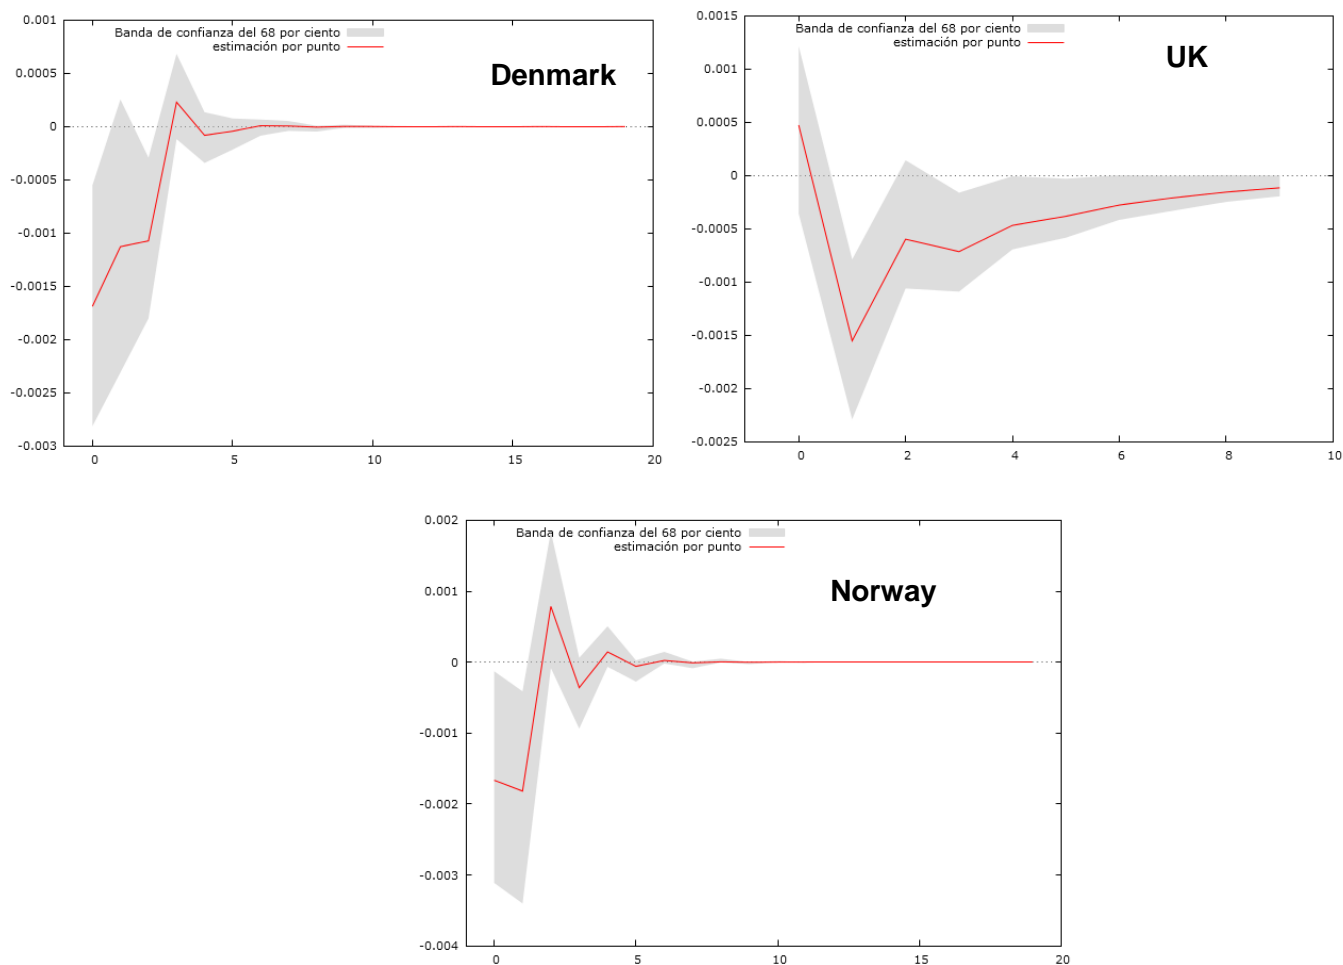 Banda de confianza del 68 por ciento
estimación por punto
Denmark
0.001
0.0005
0
-0.0005
-0.001
-0.0015
-0.002
-0.0025
-0.003
0 5 10 15 20
Banda de confianza del 68 por ciento
estimación por punto
UK
0.0015
0.001
0.0005
0
-0.0005
-0.001
-0.0015
-0.002
-0.0025
0 2 4 6 8 10
Banda de confianza del 68 por ciento
estimación por punto
Norway
0.002
0.001
0
-0.001
-0.002
-0.003
-0.004
0 5 10 15 20